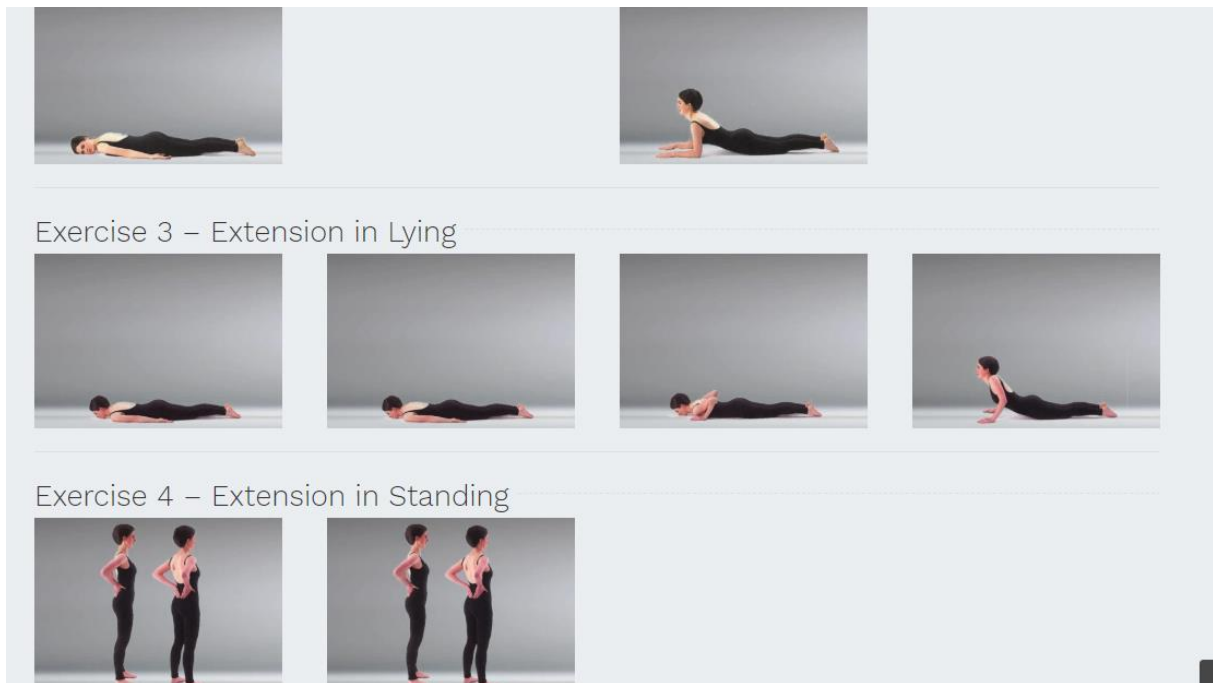 Exercise 3 – Extension in Lying
Exercise 4 – Extension in Standing